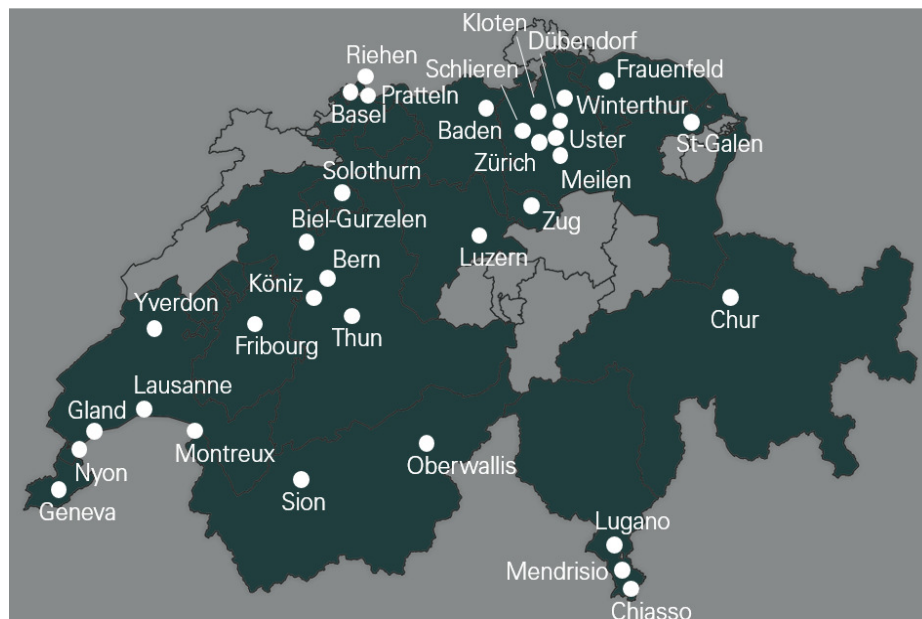 Kloten
Dübendorf
Riehen
Schlieren
Frauenfeld
Pratteln
Winterthur
Basel
Baden
Uster
St-Galen
Zürich
Solothurn
Meilen
Biel-Gurzelen
Zug
Bern
Luzern
Köniz
Yverdon
Chur
Fribourg
Thun
Lausanne
Gland
Montreux
Oberwallis
Nyon
Sion
Geneva
Lugano
Mendrisio
Chiasso